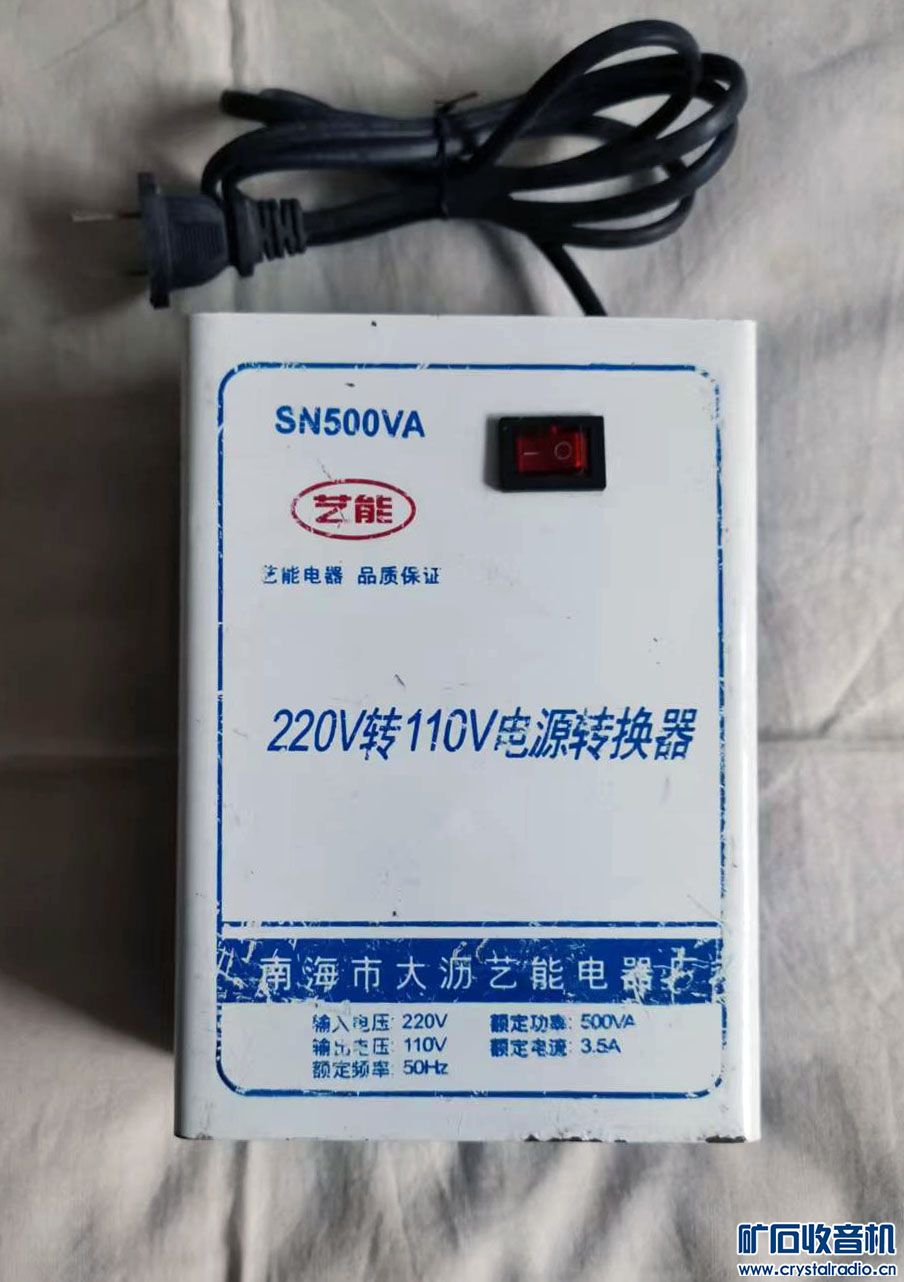 SN500VA
艺能
艺能电器 品质保证
220V转110V电源转换器
南海市大沥艺能电器
输入电压: 220V 额定功率: 500VA
输出电压: 110V 额定电流: 3.5A
额定频率: 50Hz
矿石收音机
www.crystalradio.cn